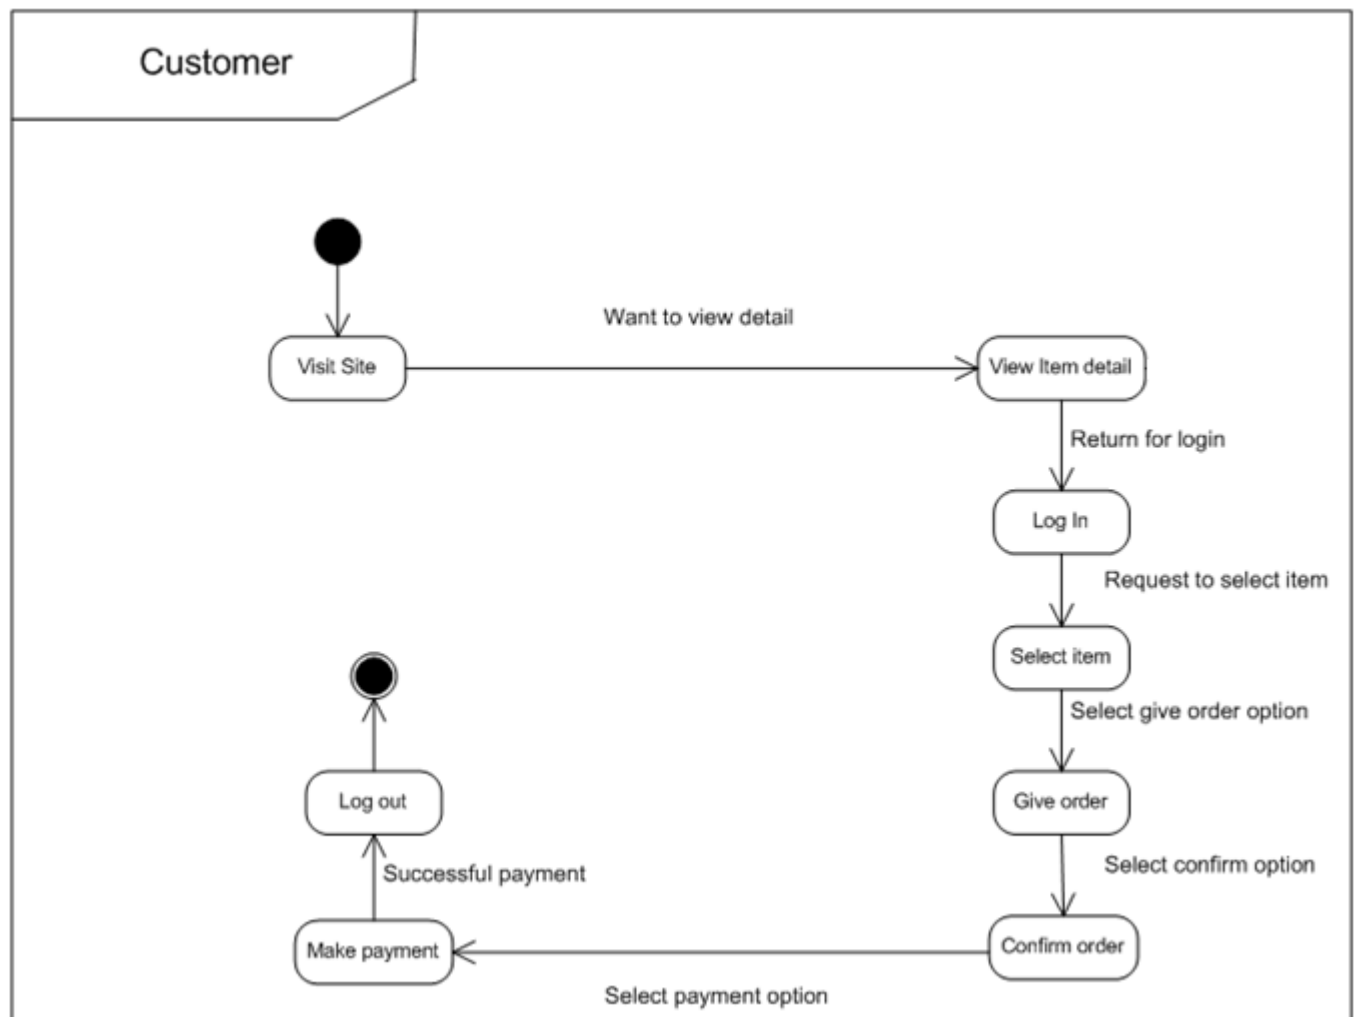 Customer
Want to view detail
Visit Site
View Item detail
Return for login
Log In
Request to select item
Select item
Select give order option
Give order
Log out
Select confirm option
Successful payment
Confirm order
Make payment
Select payment option